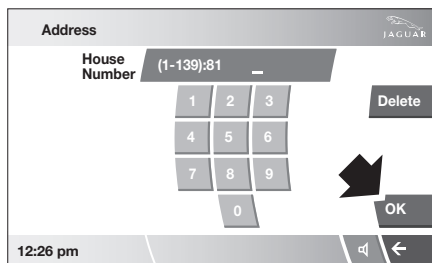 Address
JAGUAR
House
Number
(1-139):81 _
1 2 3
Delete
4 5 6
7 8 9
0
OK
12:26 pm